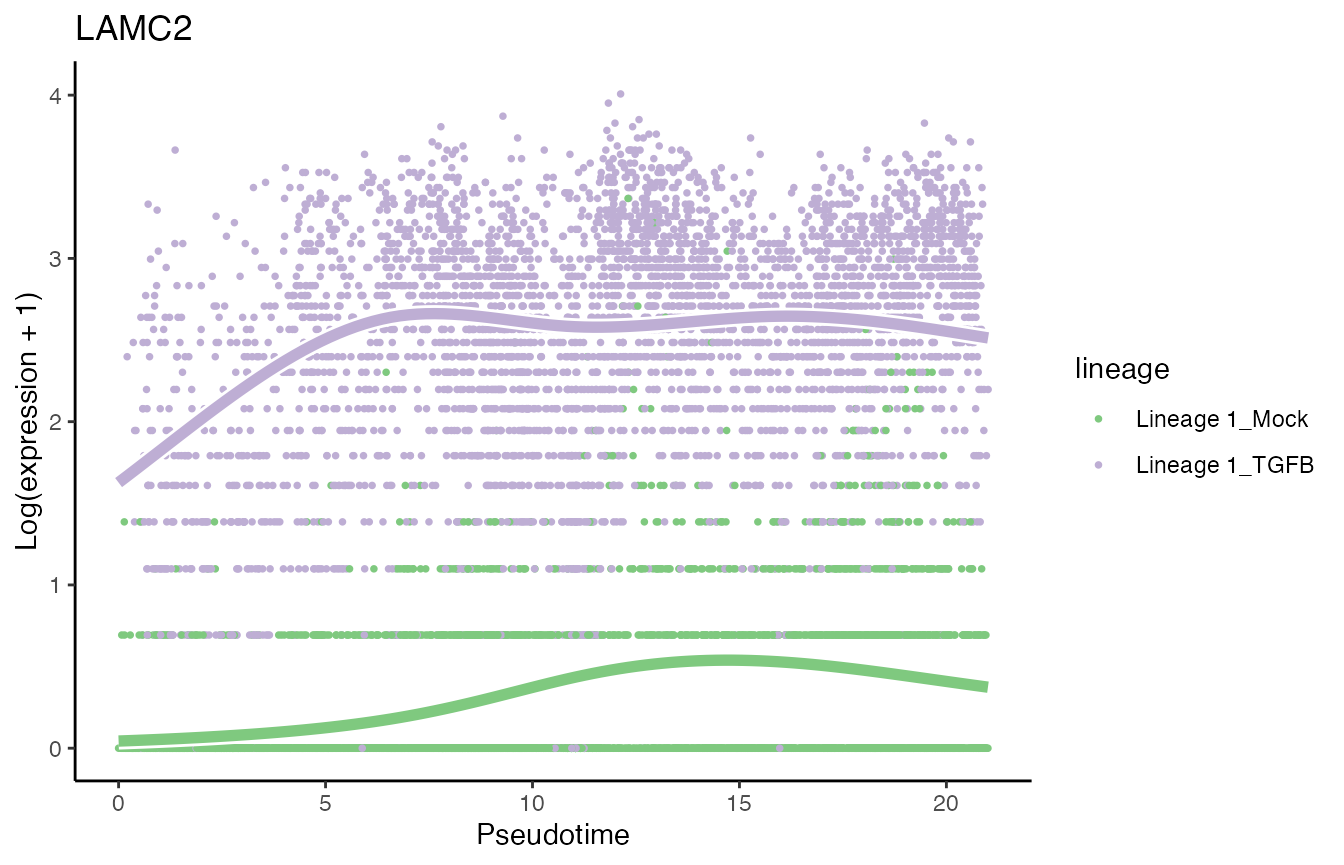 LAMC2
Log(expression + 1)
4
3
2
1
0
0 5 10 15 20
Pseudotime
lineage
Lineage 1_Mock
Lineage 1_TGFB